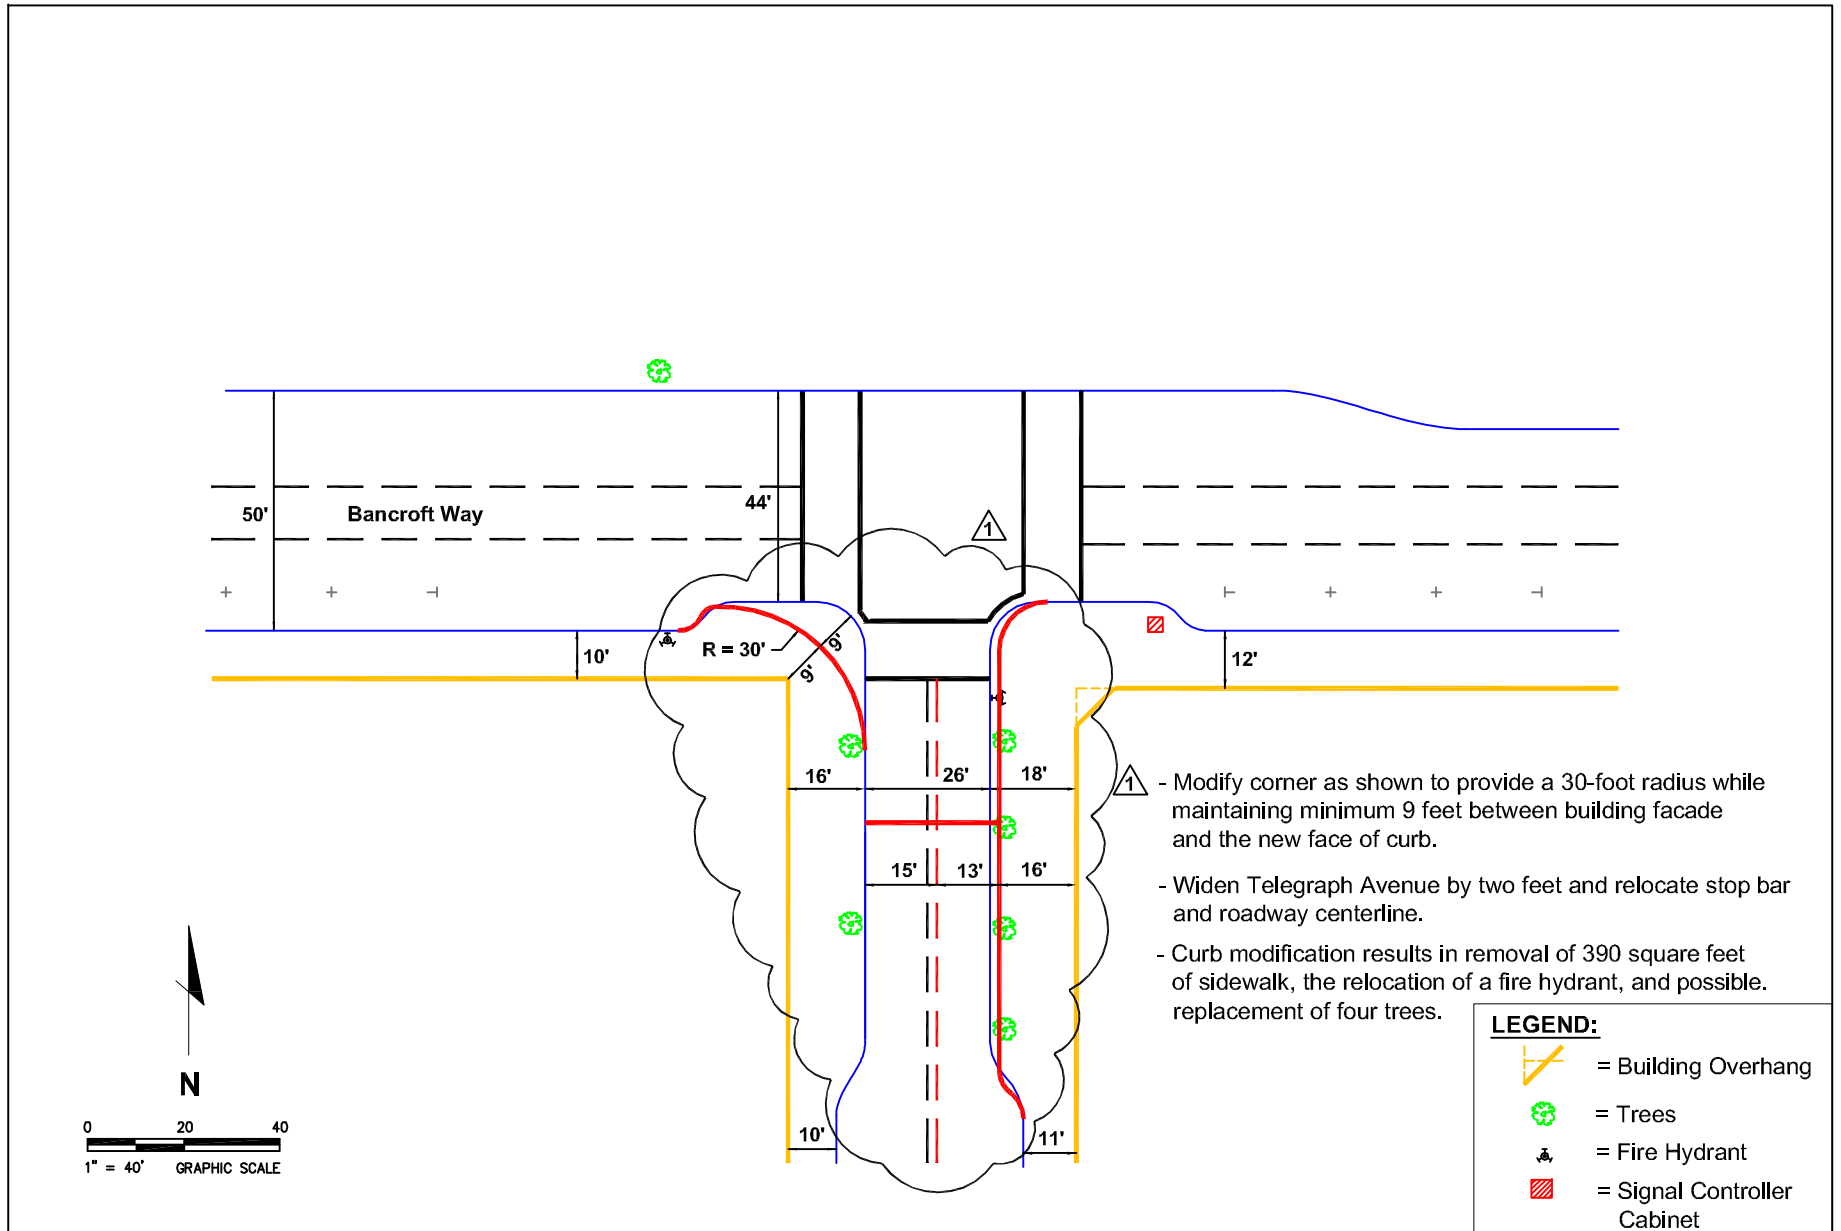 50'
Bancroft Way
44'
1
10'
R = 30'
9'
9'
12'
16'
26'
18'
15'
13'
16'
10'
11'
1
- Modify corner as shown to provide a 30-foot radius while
maintaining minimum 9 feet between building facade
and the new face of curb.
- Widen Telegraph Avenue by two feet and relocate stop bar
and roadway centerline.
- Curb modification results in removal of 390 square feet
of sidewalk, the relocation of a fire hydrant, and possible.
replacement of four trees.
N
0 20 40
1" = 40' GRAPHIC SCALE
LEGEND:
= Building Overhang
= Trees
= Fire Hydrant
= Signal Controller
Cabinet